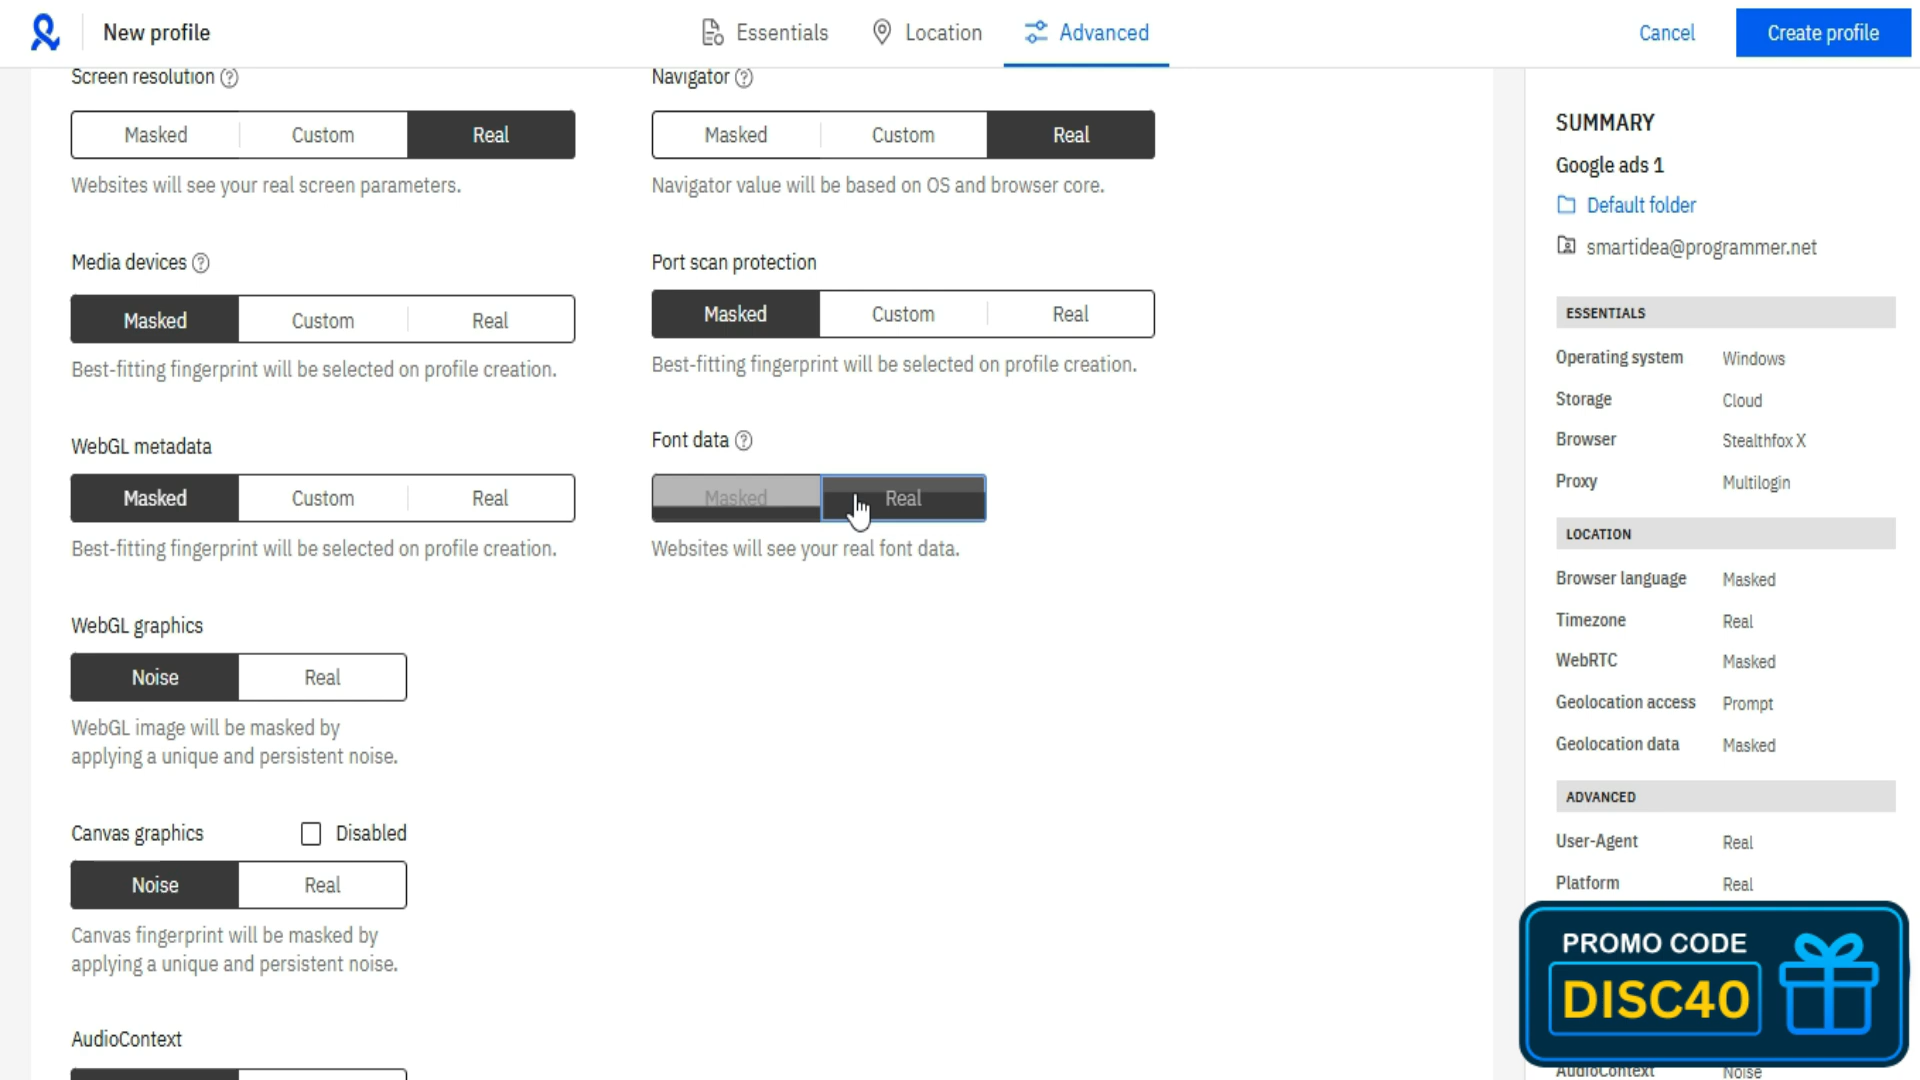 New profile
Essentials
Location
Advanced
Cancel
Create profile
Screen resolution
Masked
Custom
Real
Websites will see your real screen parameters.
Navigator
Masked
Custom
Real
Navigator value will be based on OS and browser core.
Media devices
Masked
Custom
Real
Best-fitting fingerprint will be selected on profile creation.
Port scan protection
Masked
Custom
Real
Best-fitting fingerprint will be selected on profile creation.
WebGL metadata
Masked
Custom
Real
Best-fitting fingerprint will be selected on profile creation.
Font data
Masked
Real
Websites will see your real font data.
WebGL graphics
Noise
Real
WebGL image will be masked by
applying a unique and persistent noise.
Canvas graphics
Disabled
Noise
Real
Canvas fingerprint will be masked by
applying a unique and persistent noise.
AudioContext
SUMMARY
Google ads 1
Default folder
smartidea@programmer.net
ESSENTIALS
Operating system Windows
Storage Cloud
Browser Stealthfox X
Proxy Multilogin
LOCATION
Browser language Masked
Timezone Real
WebRTC Masked
Geolocation access Prompt
Geolocation data Masked
ADVANCED
User-Agent Real
Platform Real
PROMO CODE
DISC40
AudioContext Noise